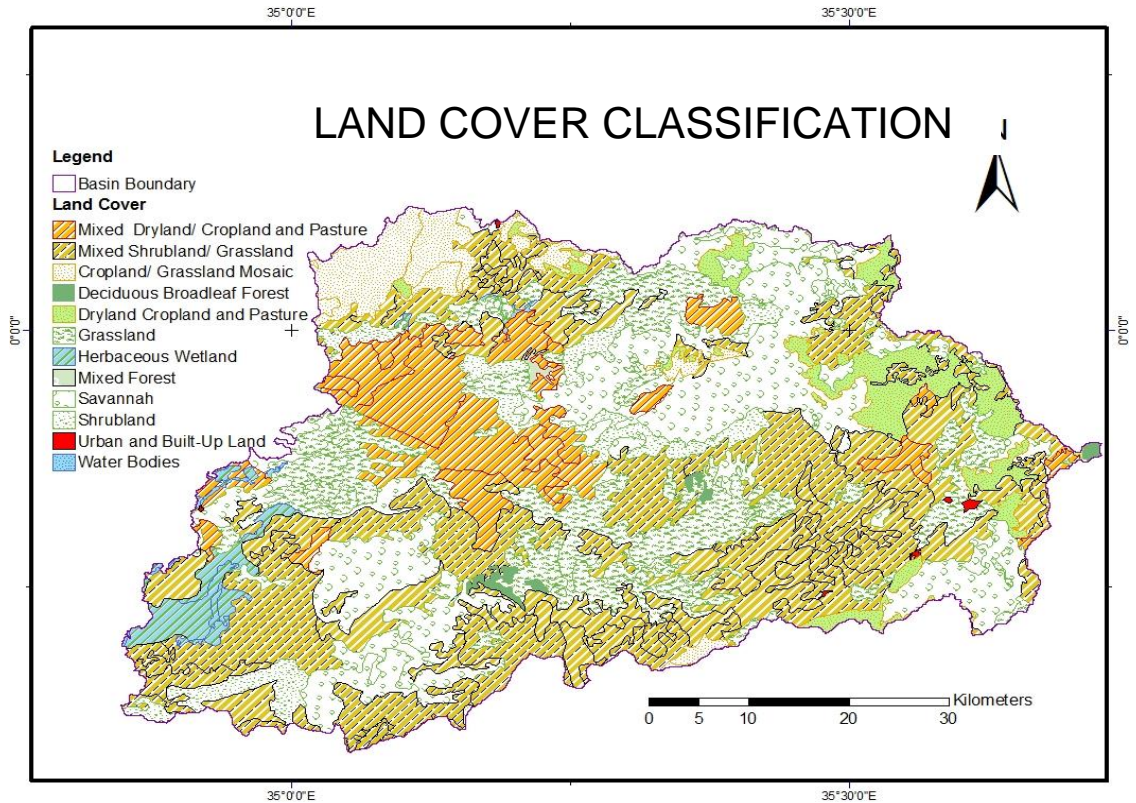 35°0'0"E 35°30'0"E
LAND COVER CLASSIFICATION
N
Legend
Basin Boundary
Land Cover
Mixed Dryland/ Cropland and Pasture
Mixed Shrubland/ Grassland
Cropland/ Grassland Mosaic
Deciduous Broadleaf Forest
Dryland Cropland and Pasture
Grassland
Herbaceous Wetland
Mixed Forest
Savannah
Shrubland
Urban and Built-Up Land
Water Bodies
0°0'0" 0°0'0"
Kilometers
0 5 10 20 30
35°0'0"E 35°30'0"E